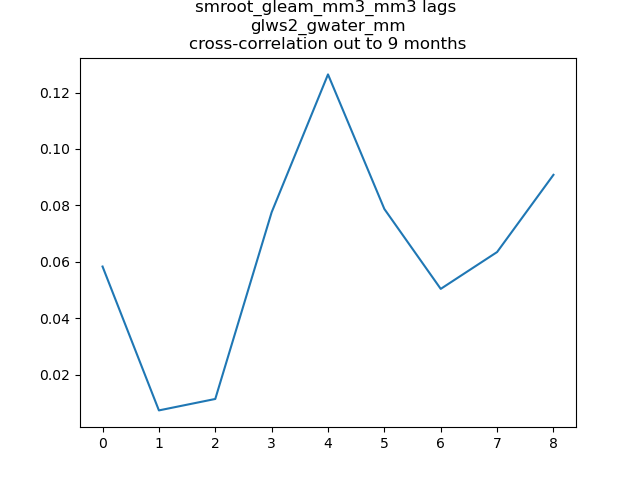 smroot_gleam_mm3_mm3 lags
glws2_gwater_mm
cross-correlation out to 9 months
0.12
0.10
0.08
0.06
0.04
0.02
0 1 2 3 4 5 6 7 8